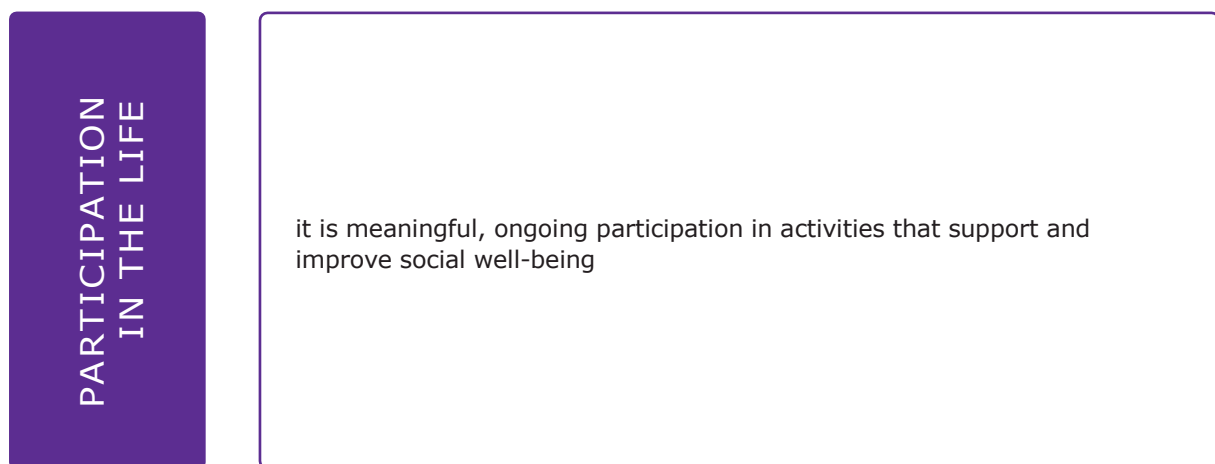 PARTICIPATION
IN THE LIFE
it is meaningful, ongoing participation in activities that support and
improve social well-being